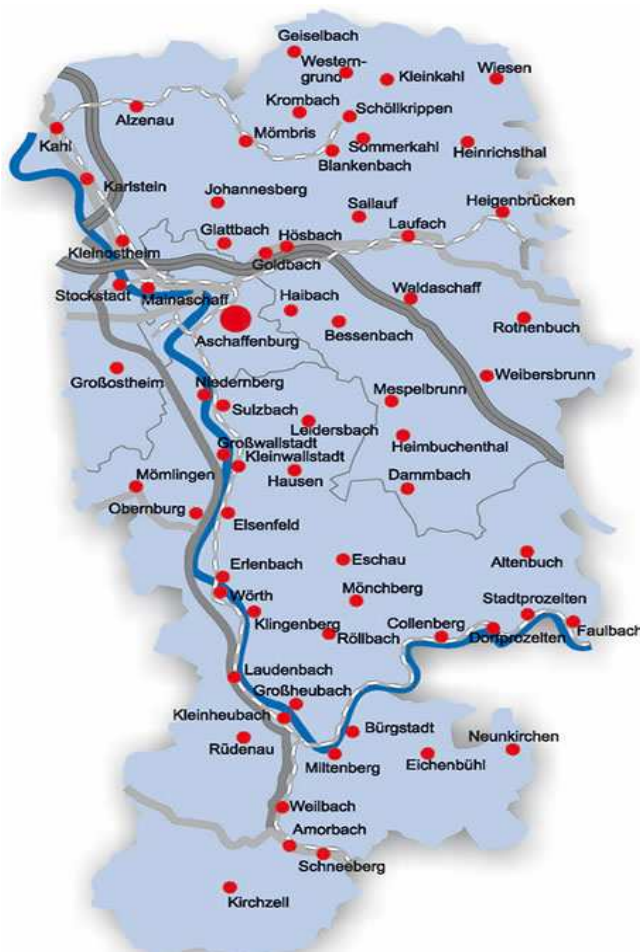 Geiselbach
Western-
grund
Kleinkahl
Wiesen
Krombach
Schöllkrippen
Alzenau
Kahl
Mömbris
Sommerkahl
Blankenbach
Heinrichsthal
Karlstein
Johannesberg
Sallauf
Heigenbrücken
Glattbach
Hösbach
Laufach
Kleinostheim
Goldbach
Stockstadt
Mainaschaff
Haibach
Waldaschaff
Bessenbach
Rothenbuch
Aschaffenburg
Großostheim
Weibersbrunn
Niedernberg
Mespelbrunn
Sulzbach
Leidersbach
Großwallstadt
Heimbuchenthal
Kleinwallstadt
Mömlingen
Hausen
Dammbach
Obernburg
Elsenfeld
Eschau
Altenbuch
Erlenbach
Wörth
Mönchberg
Stadtprozelten
Klingenberg
Röllbach
Collenberg
Dorfprozelten
Faulbach
Laudenbach
Großheubach
Kleinheubach
Bürgstadt
Rüdenau
Neunkirchen
Miltenberg
Eichenbühl
Weilbach
Amorbach
Schneeberg
Kirchzell